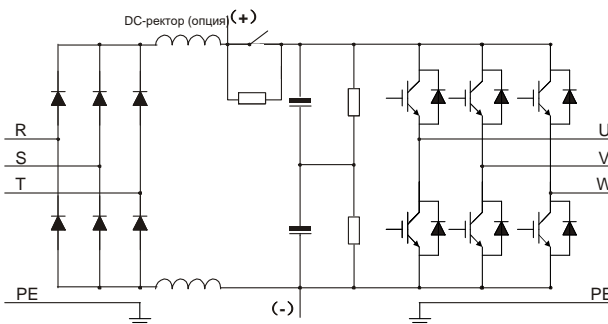 DC-ректор (опция) (+)
R
U
S
V
T
W
PE
PE
(-)